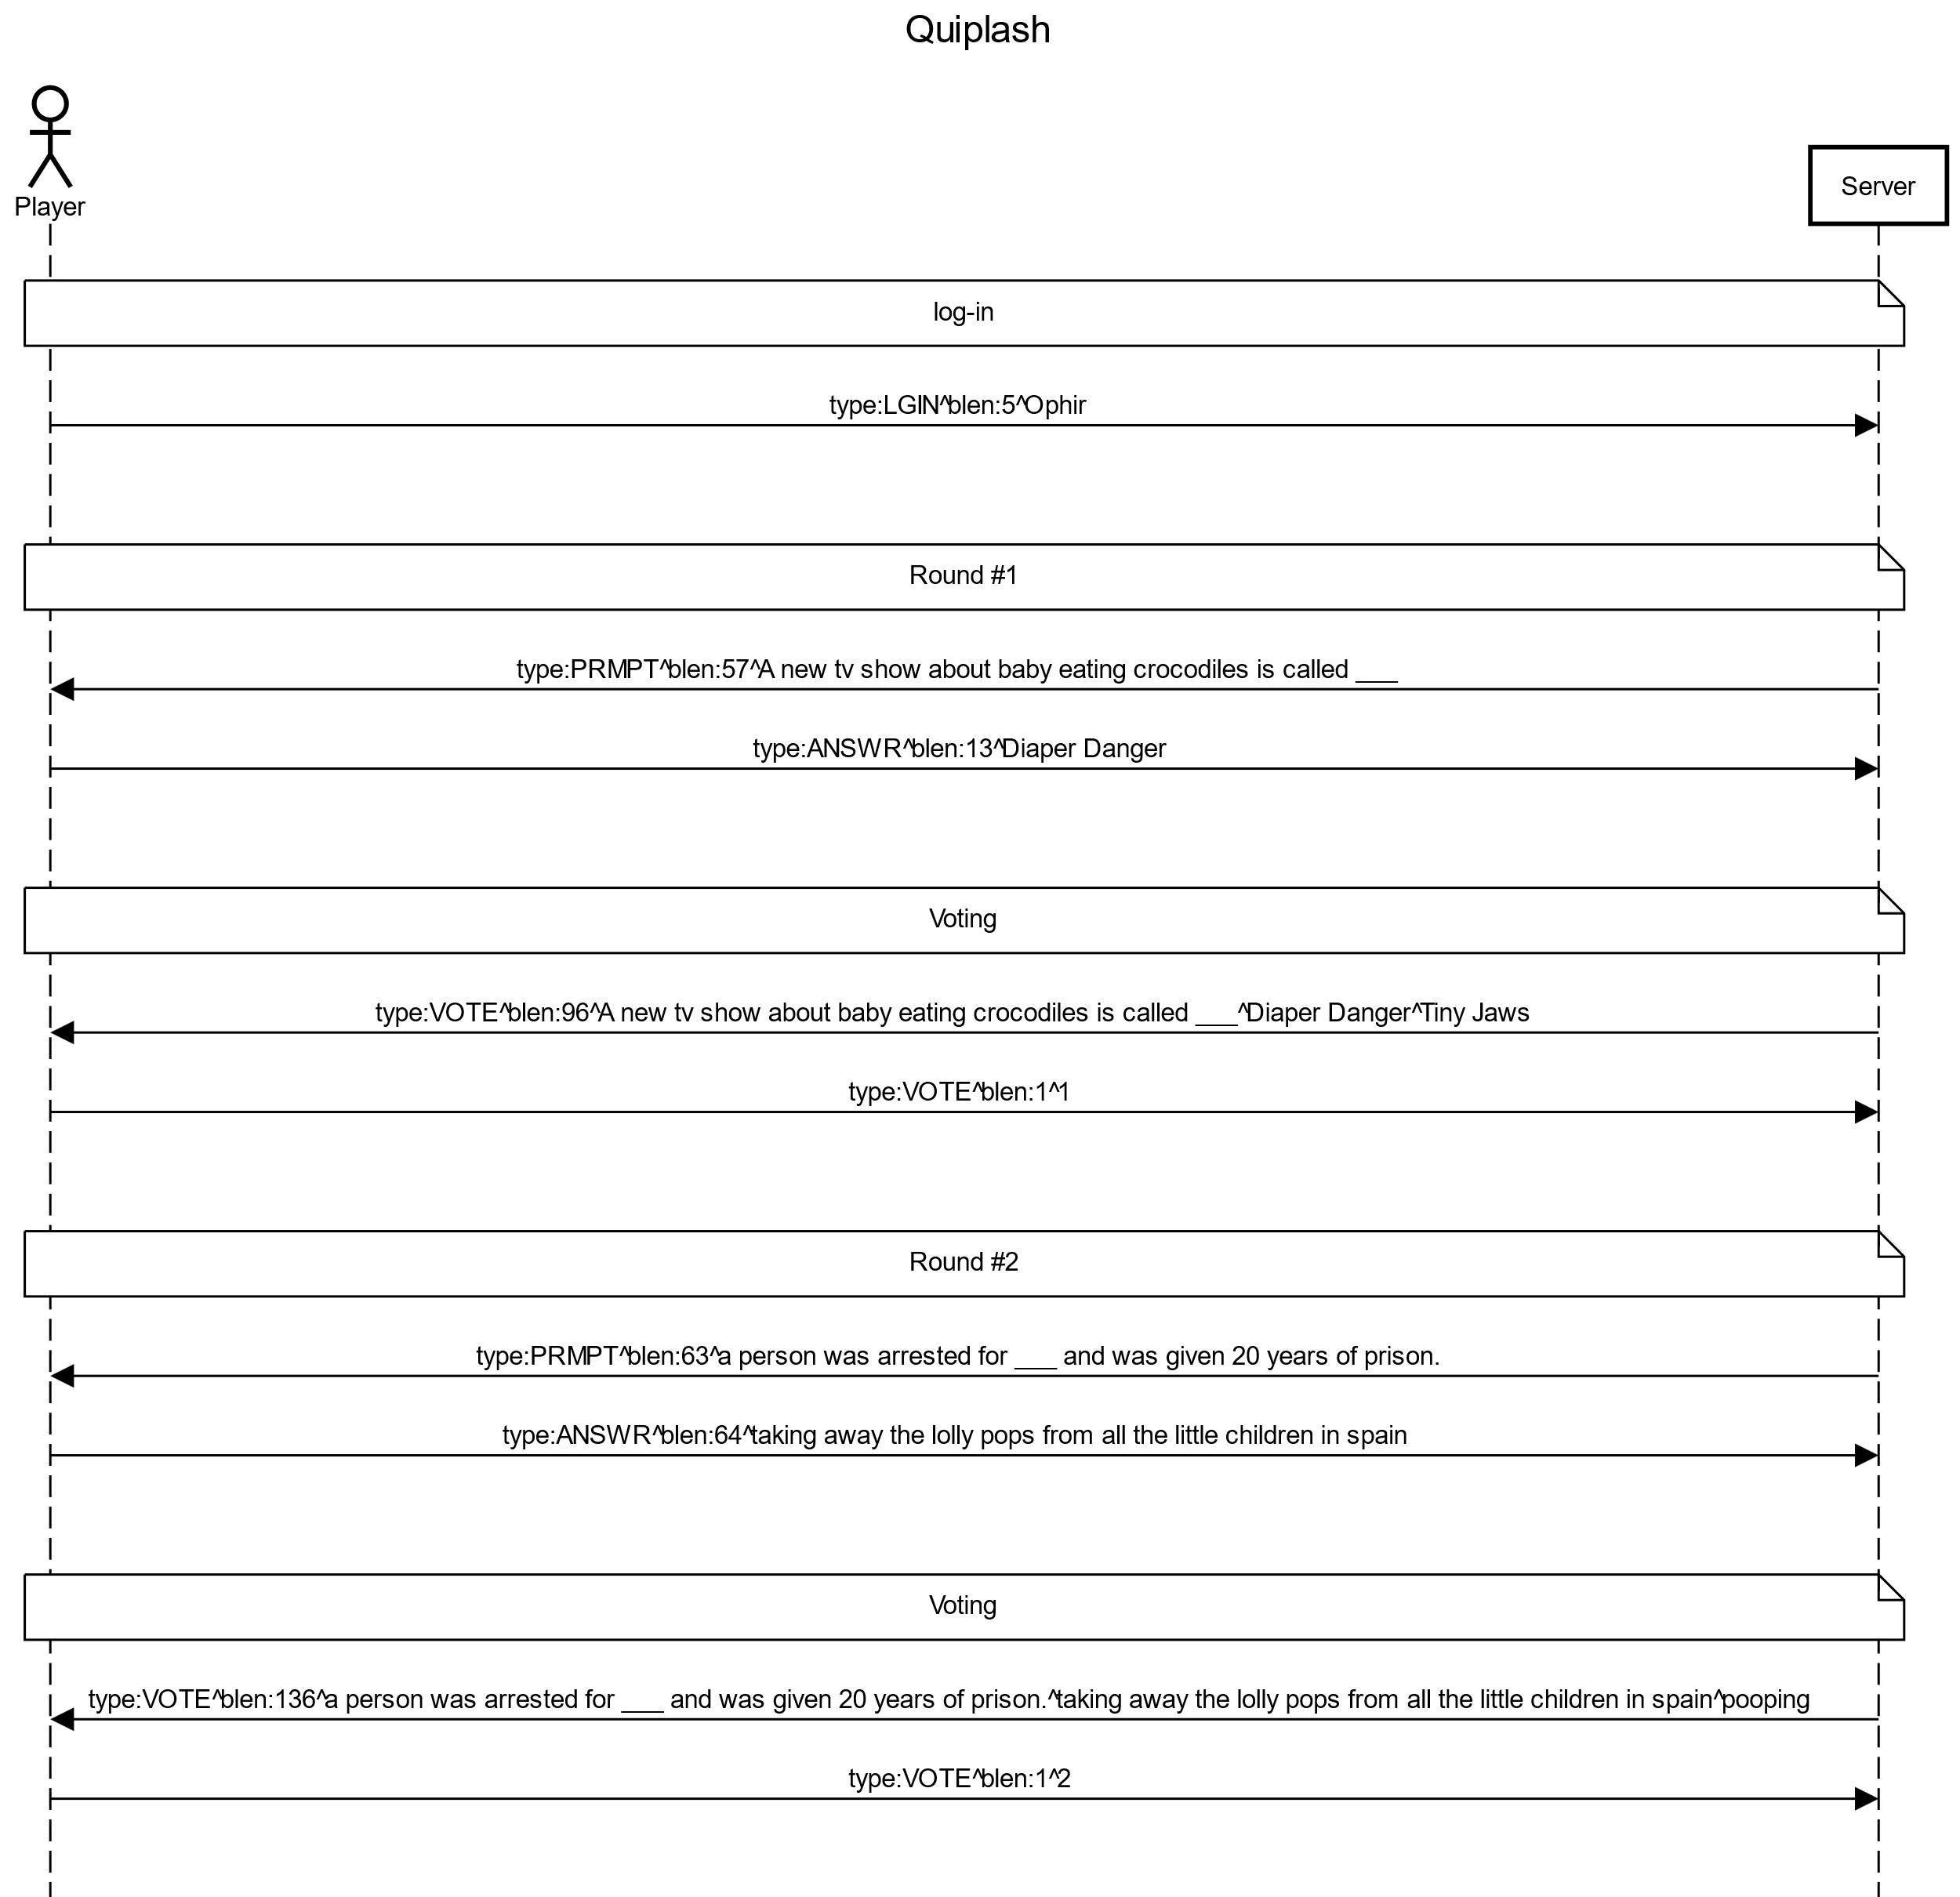 Quiplash
Player
Server
log-in
type:LGIN^blen:5^Ophir
Round #1
type:PRMPT^blen:57^A new tv show about baby eating crocodiles is called ___
type:ANSWR^blen:13^Diaper Danger
Voting
type:VOTE^blen:96^A new tv show about baby eating crocodiles is called ___^Diaper Danger^Tiny Jaws
type:VOTE^blen:1^1
Round #2
type:PRMPT^blen:63^a person was arrested for ___ and was given 20 years of prison.
type:ANSWR^blen:64^taking away the lolly pops from all the little children in spain
Voting
type:VOTE^blen:136^a person was arrested for ___ and was given 20 years of prison.^taking away the lolly pops from all the little children in spain^pooping
type:VOTE^blen:1^2